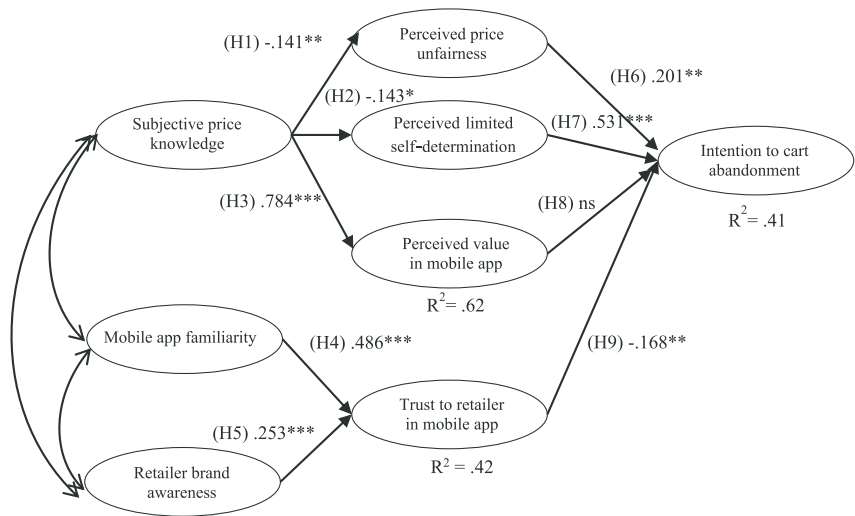 Perceived price
unfairness
(H1) -.141**
(H6) .201**
(H2) -.143*
Subjective price
knowledge
Perceived limited
self-determination
(H7) .531***
Intention to cart
abandonment
R² = .41
(H3) .784***
(H8) ns
Perceived value
in mobile app
R² = .62
Mobile app familiarity
(H4) .486***
(H9) -.168**
Trust to retailer
in mobile app
R² = .42
(H5) .253***
Retailer brand
awareness